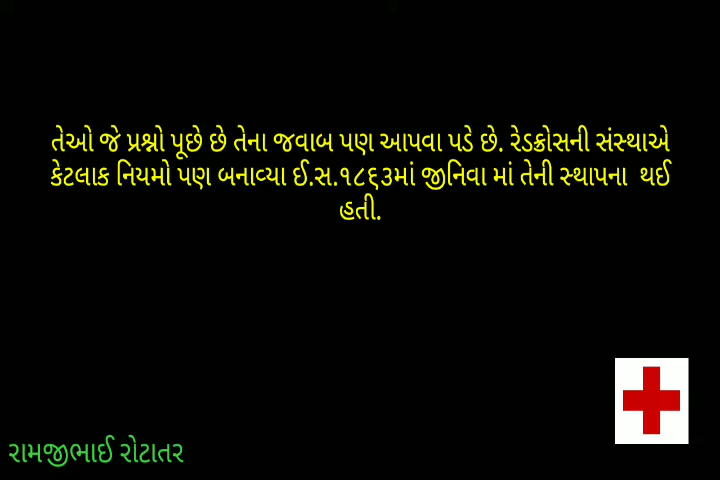 તેઓ જે પ્રશ્નો પૂછે છે તેના જવાબ પણ આપવા પડે છે. રેડક્રોસની સંસ્થાએ
કેટલાક નિયમો પણ બનાવ્યા ઈ.સ.૧૮૬૩માં જીનિવા માં તેની સ્થાપના  થઈ
હતી.
રામજીભાઈ રોટાતર